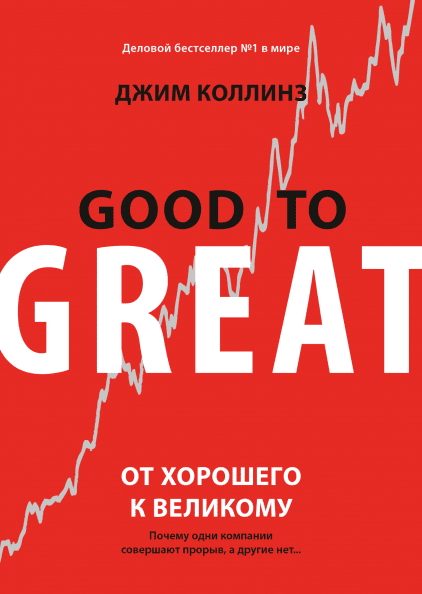 Деловой бестселлер №1 в мире
ДЖИМ КОЛЛИНЗ
GOOD TO
GREAT
ОТ ХОРОШЕГО
К ВЕЛИКОМУ
Почему одни компании
совершают прорыв, а другие нет...